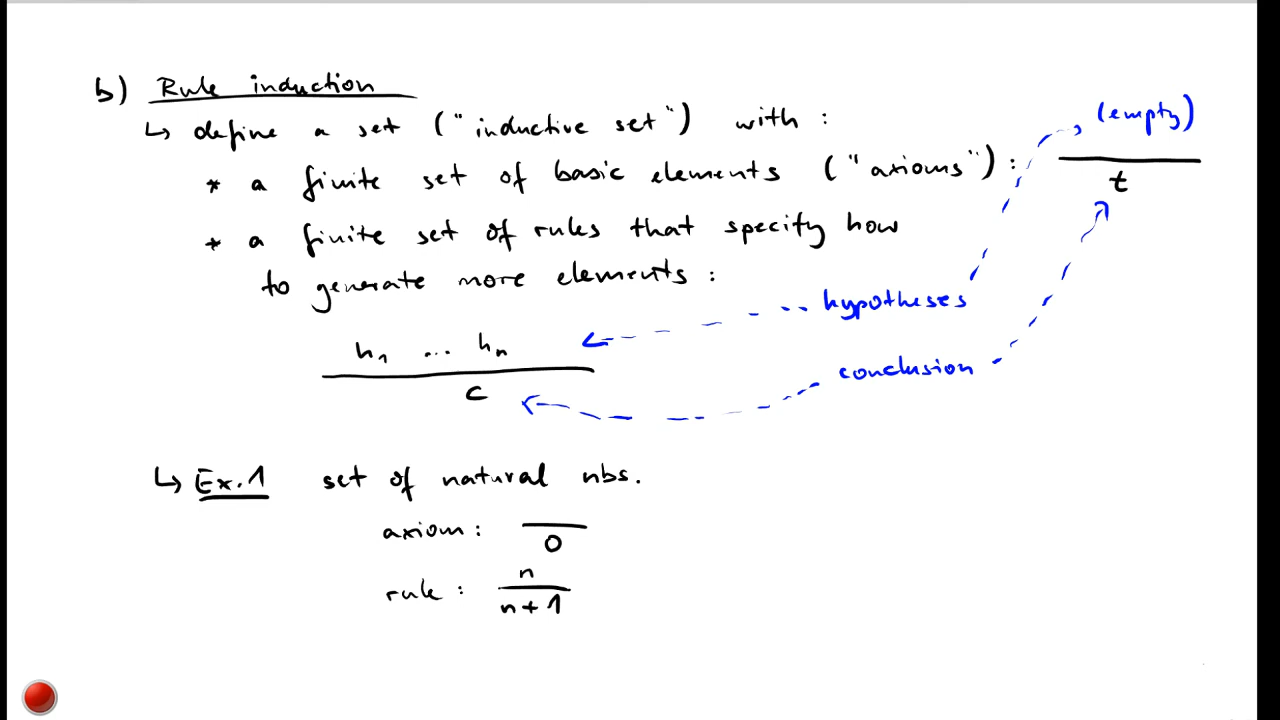 b) Rule induction
↳ define a set ("inductive set") with :
(empty)
* a finite set of basic elements ("axioms") :
t
* a finite set of rules that specify how
to generate more elements :
hypotheses
h₁ ... hₙ
conclusion
c
↳ Ex.1 set of natural nbs.
axiom :
0
rule :
n
n+1